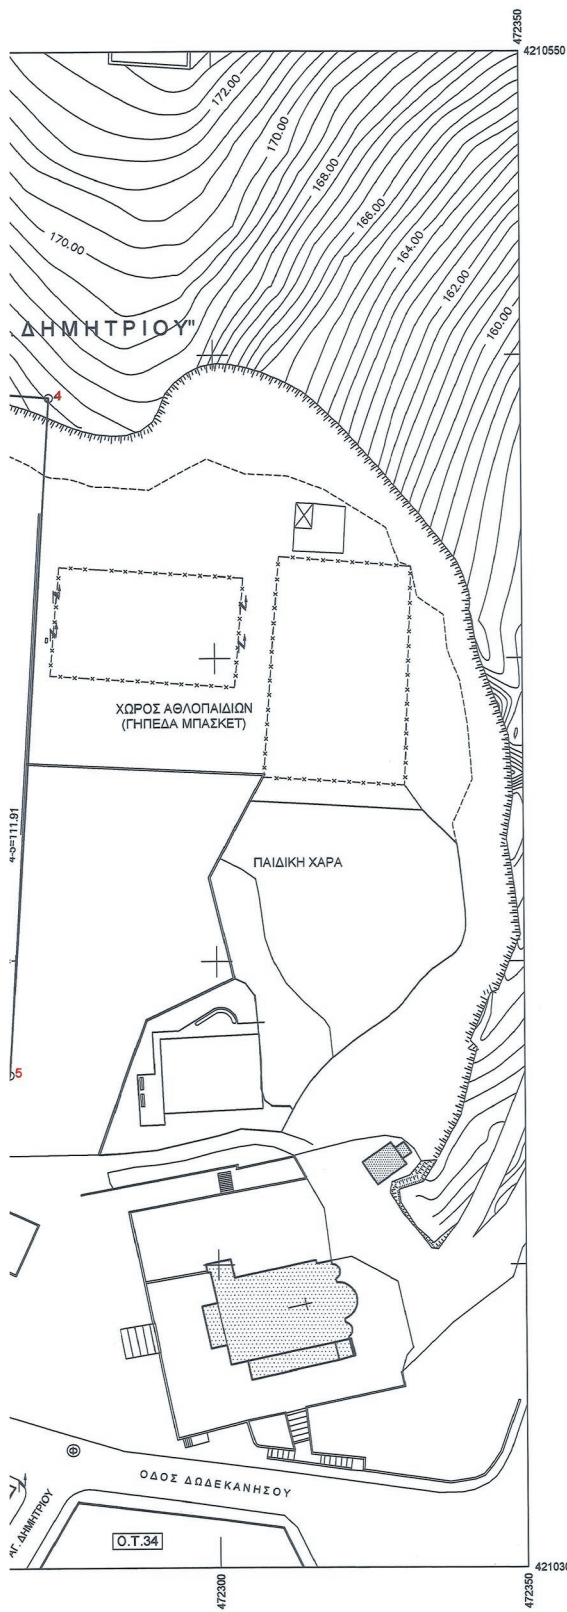 472350
4210550
172.00
170.00
168.00
166.00
164.00
162.00
160.00
170.00
ΔΗΜΗΤΡΙΟΥ"
4
ΧΩΡΟΣ ΑΘΛΟΠΑΙΔΙΩΝ
(ΓΗΠΕΔΑ ΜΠΑΣΚΕΤ)
4-5=111.91
ΠΑΙΔΙΚΗ ΧΑΡΑ
5
ΟΔΟΣ ΔΩΔΕΚΑΝΗΣΟΥ
ΑΓ. ΔΗΜΗΤΡΙΟΥ
Ο.Τ.34
421030
472300
472350